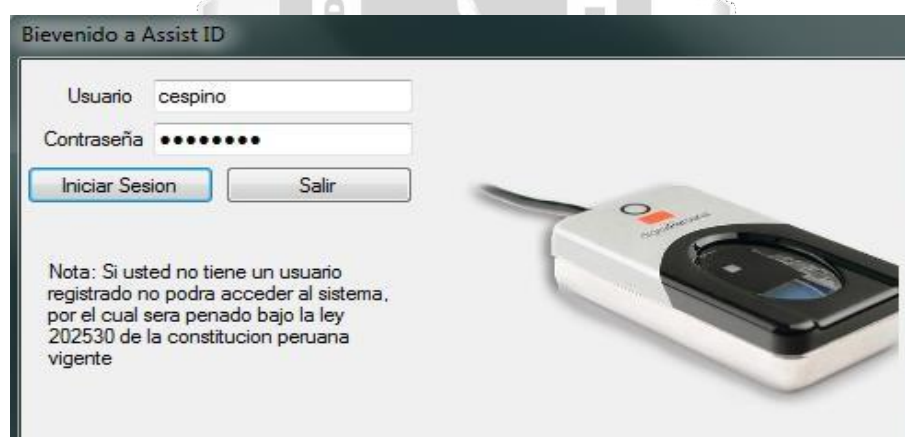 Bievenido a Assist ID
Usuario cespino
Contraseña ••••••••
Iniciar Sesion Salir
Nota: Si usted no tiene un usuario
registrado no podra acceder al sistema,
por el cual sera penado bajo la ley
202530 de la constitucion peruana
vigente